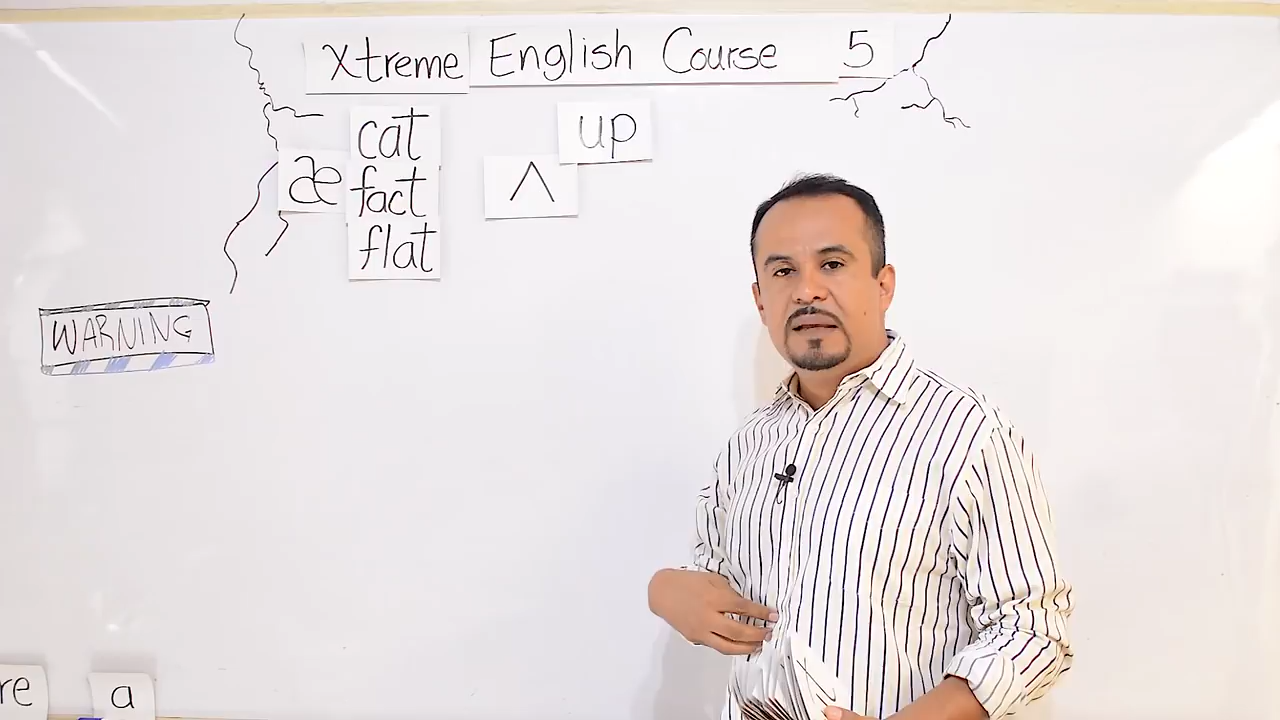 Xtreme English Course 5
cat
up
æ
fact
ʌ
flat
WARNING
re
a